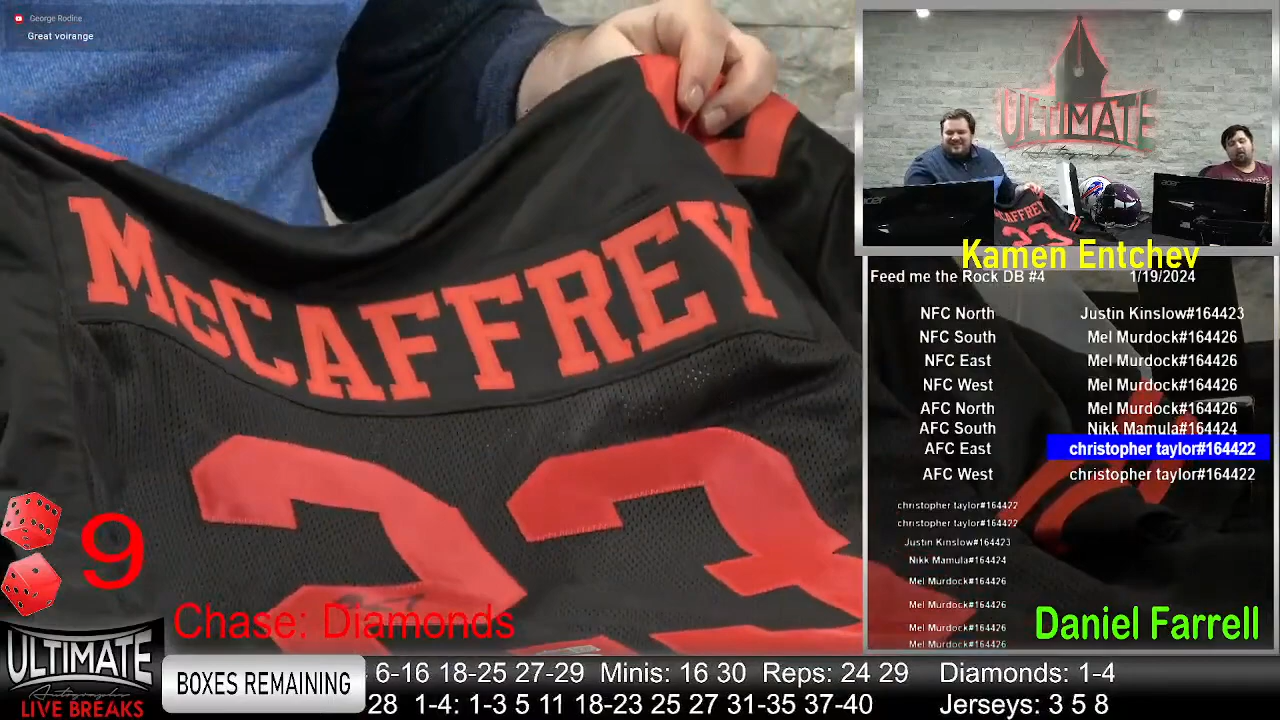 George Rodine
Great voirange
McCAFFREY
23
ULTIMATE
acer
acer
McCAFFREY
23
Kamen Entchev
Feed me the Rock DB #4 1/19/2024
NFC North Justin Kinslow#164423
NFC South Mel Murdock#164426
NFC East Mel Murdock#164426
NFC West Mel Murdock#164426
AFC North Mel Murdock#164426
AFC South Nikk Mamula#164424
AFC East christopher taylor#164422
AFC West christopher taylor#164422
christopher taylor#164422
christopher taylor#164422
Justin Kinslow#164423
Nikk Mamula#164424
Mel Murdock#164426
Mel Murdock#164426
Mel Murdock#164426
Mel Murdock#164426
Daniel Farrell
9
Chase: Diamonds
ULTIMATE
Autographs
LIVE BREAKS
BOXES REMAINING
6-16 18-25 27-29 Minis: 16 30 Reps: 24 29 Diamonds: 1-4
28 1-4: 1-3 5 11 18-23 25 27 31-35 37-40 Jerseys: 3 5 8